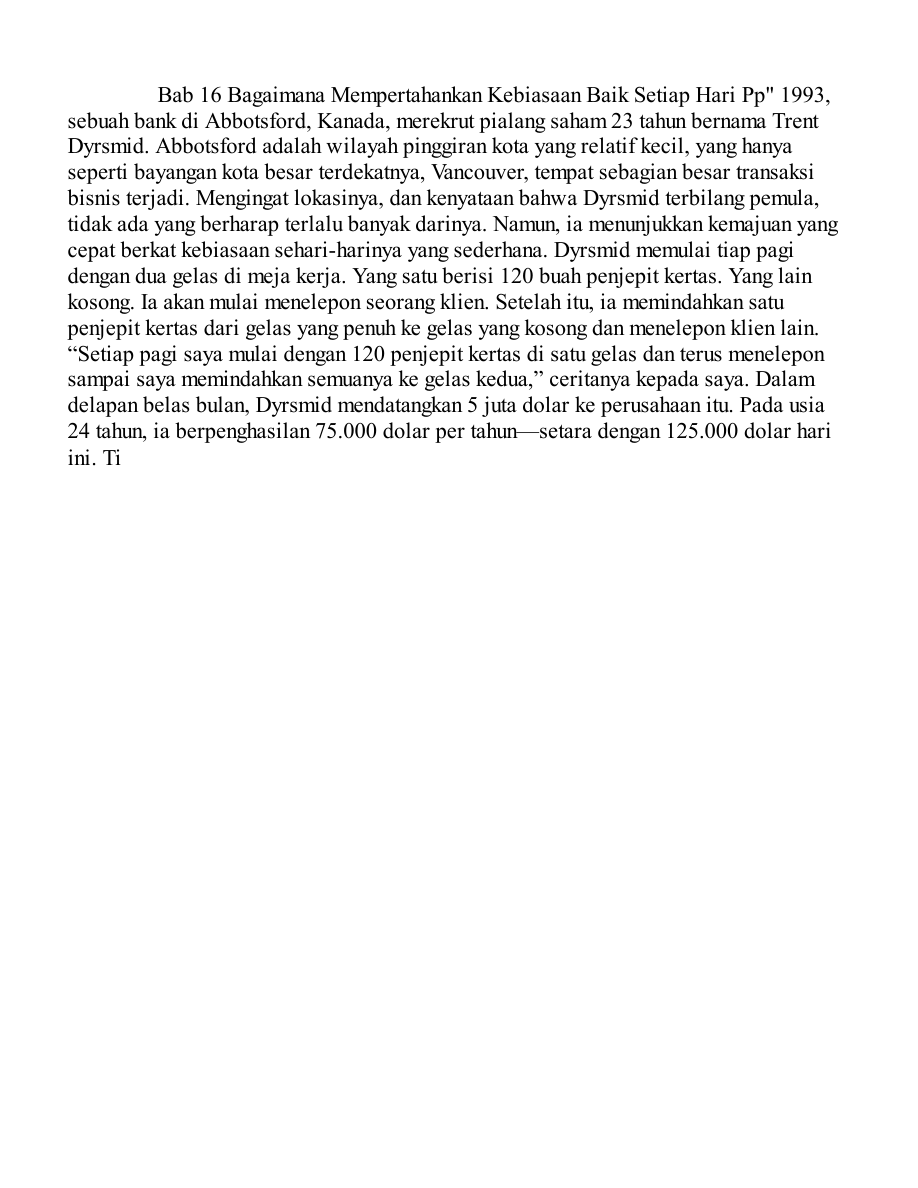 Bab 16 Bagaimana Mempertahankan Kebiasaan Baik Setiap Hari Pp" 1993,
sebuah bank di Abbotsford, Kanada, merekrut pialang saham 23 tahun bernama Trent
Dyrsmid. Abbotsford adalah wilayah pinggiran kota yang relatif kecil, yang hanya
seperti bayangan kota besar terdekatnya, Vancouver, tempat sebagian besar transaksi
bisnis terjadi. Mengingat lokasinya, dan kenyataan bahwa Dyrsmid terbilang pemula,
tidak ada yang berharap terlalu banyak darinya. Namun, ia menunjukkan kemajuan yang
cepat berkat kebiasaan sehari-harinya yang sederhana. Dyrsmid memulai tiap pagi
dengan dua gelas di meja kerja. Yang satu berisi 120 buah penjepit kertas. Yang lain
kosong. Ia akan mulai menelepon seorang klien. Setelah itu, ia memindahkan satu
penjepit kertas dari gelas yang penuh ke gelas yang kosong dan menelepon klien lain.
“Setiap pagi saya mulai dengan 120 penjepit kertas di satu gelas dan terus menelepon
sampai saya memindahkan semuanya ke gelas kedua,” ceritanya kepada saya. Dalam
delapan belas bulan, Dyrsmid mendatangkan 5 juta dolar ke perusahaan itu. Pada usia
24 tahun, ia berpenghasilan 75.000 dolar per tahun—setara dengan 125.000 dolar hari
ini. Ti